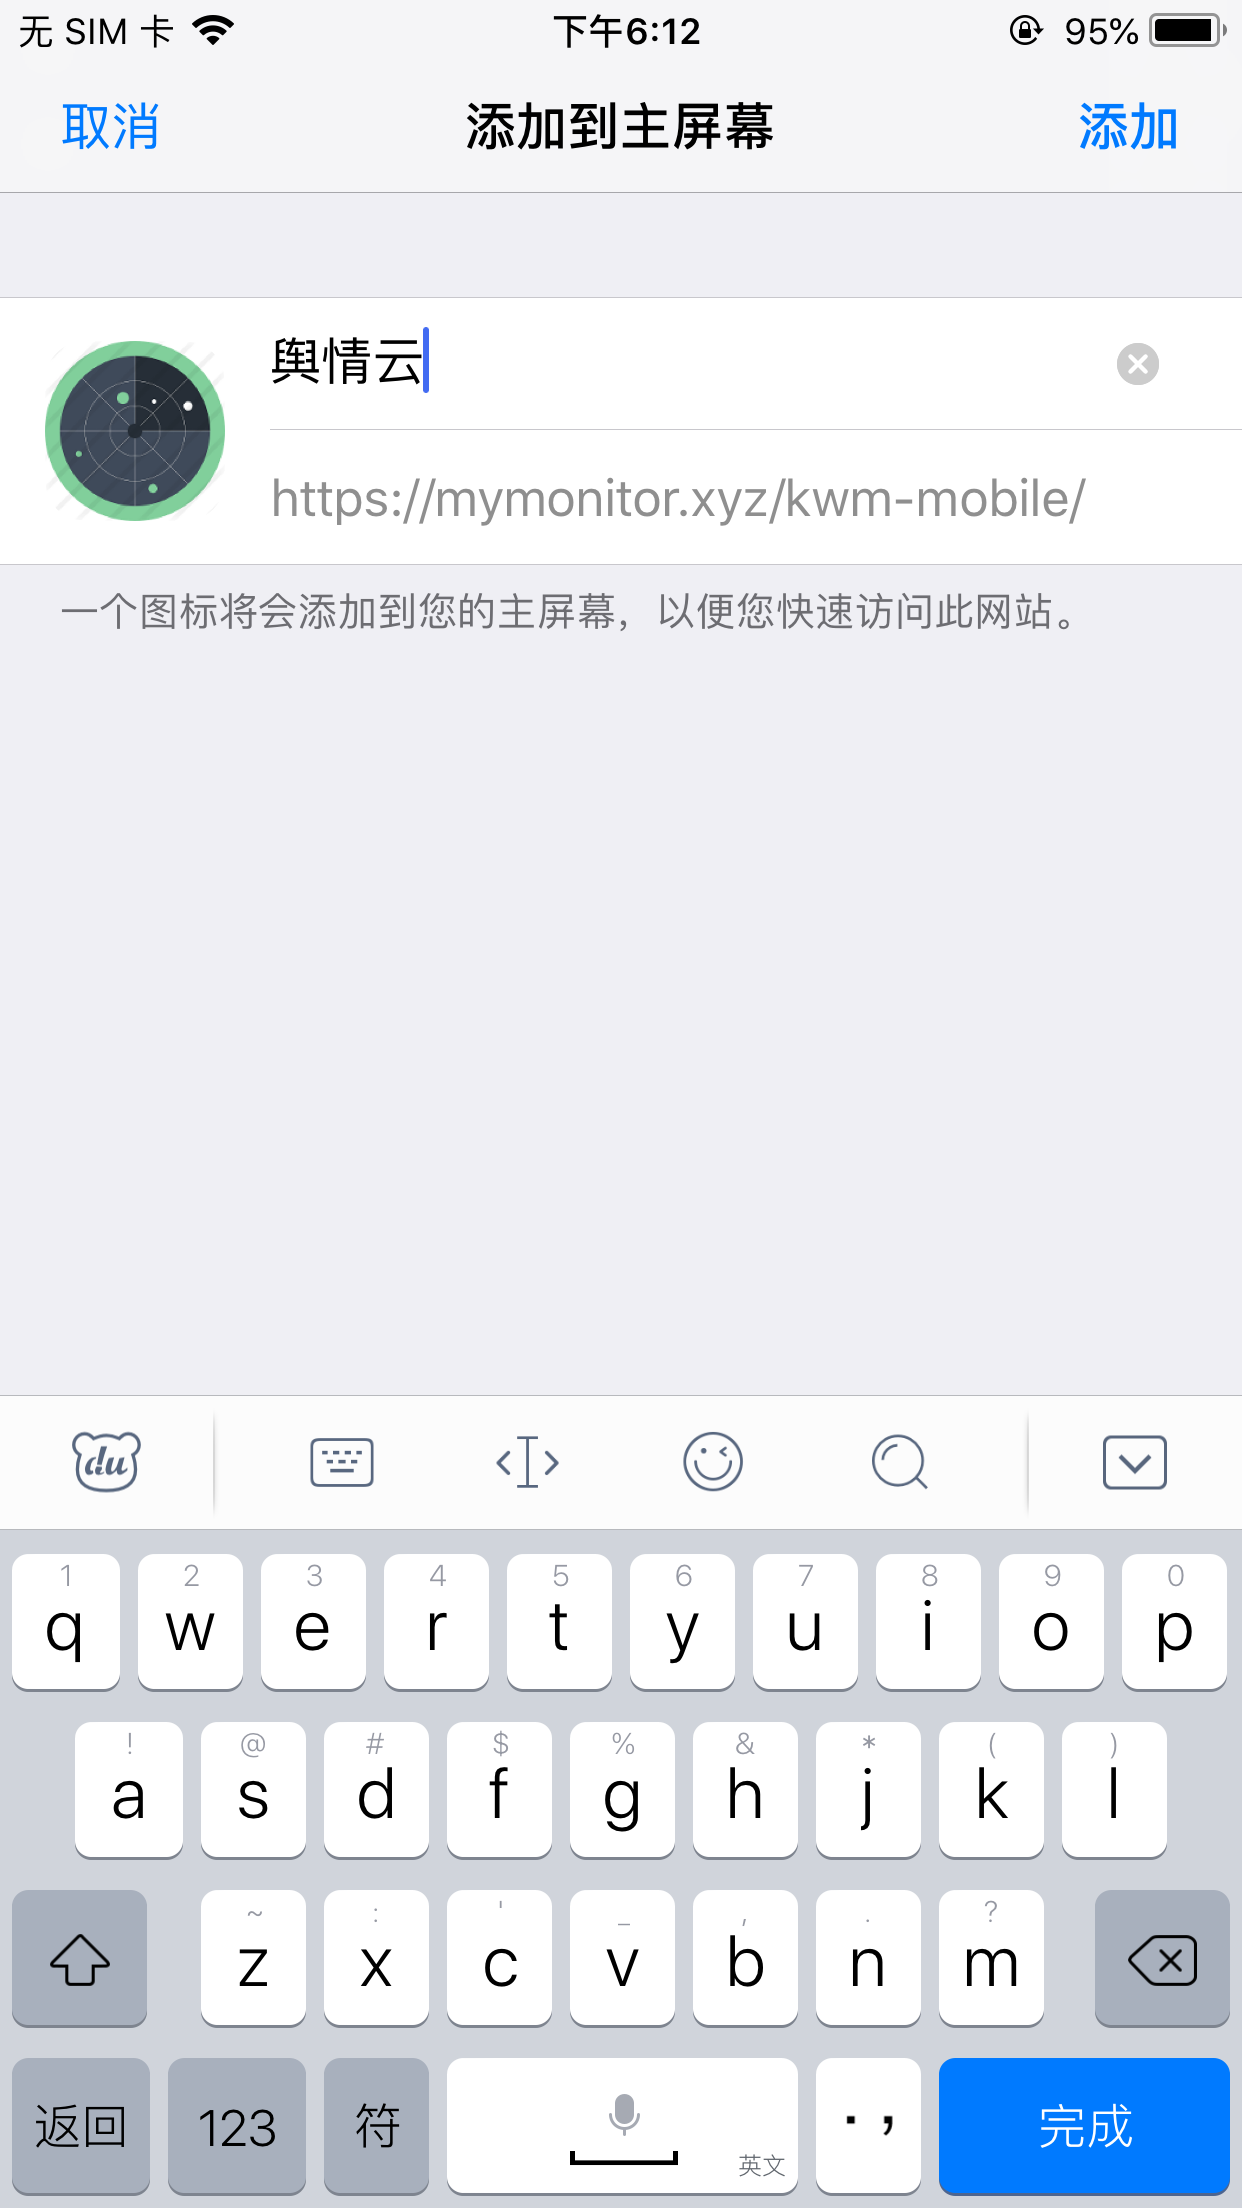 无 SIM 卡 下午6:12 95%
取消 添加到主屏幕 添加
舆情云
https://mymonitor.xyz/kwm-mobile/
一个图标将会添加到您的主屏幕，以便您快速访问此网站。
du
1 2 3 4 5 6 7 8 9 0
q w e r t y u i o p
! @ # $ % & * ( )
a s d f g h j k l
~ : ' _ , . ?
z x c v b n m
返回 123 符 英文 . , 完成